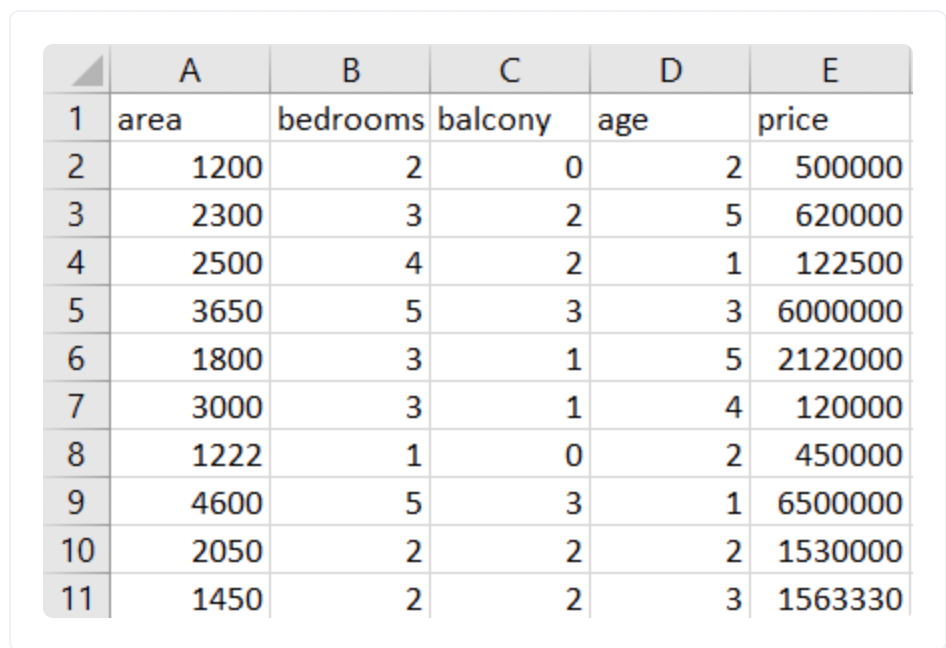 A B C D E
1 area bedrooms balcony age price
2 1200 2 0 2 500000
3 2300 3 2 5 620000
4 2500 4 2 1 122500
5 3650 5 3 3 6000000
6 1800 3 1 5 2122000
7 3000 3 1 4 120000
8 1222 1 0 2 450000
9 4600 5 3 1 6500000
10 2050 2 2 2 1530000
11 1450 2 2 3 1563330